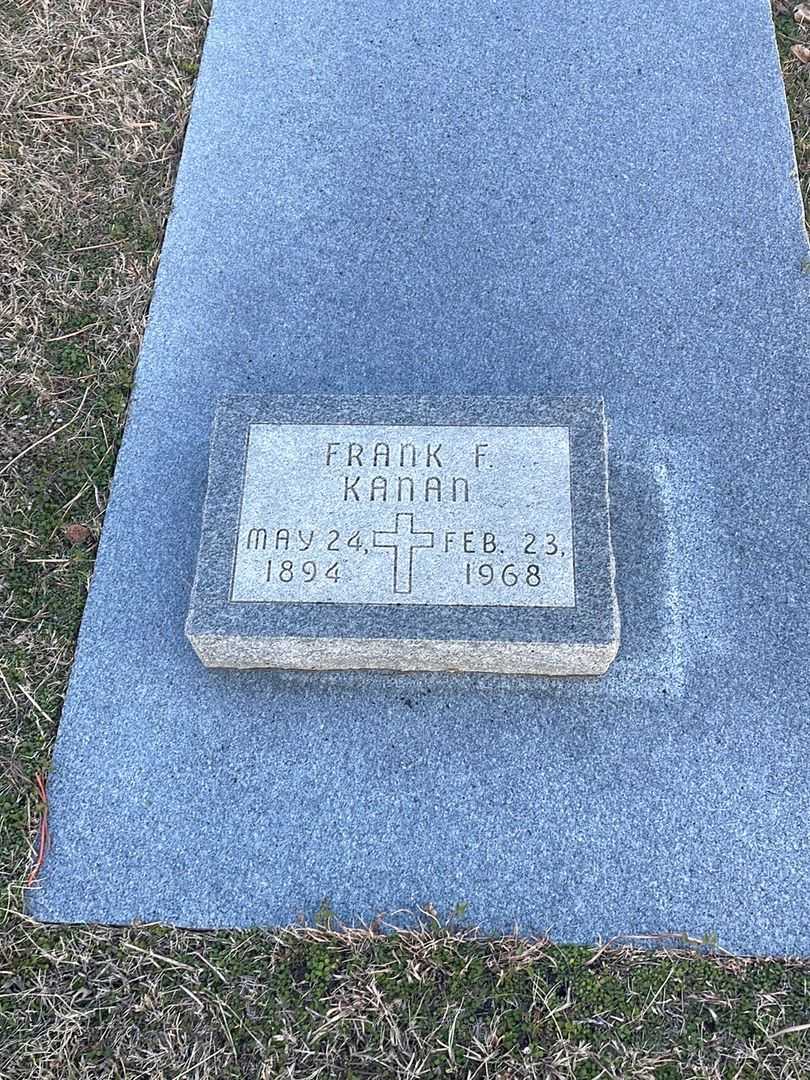 FRANK F.
KANAN
MAY 24, FEB. 23,
1894 1968